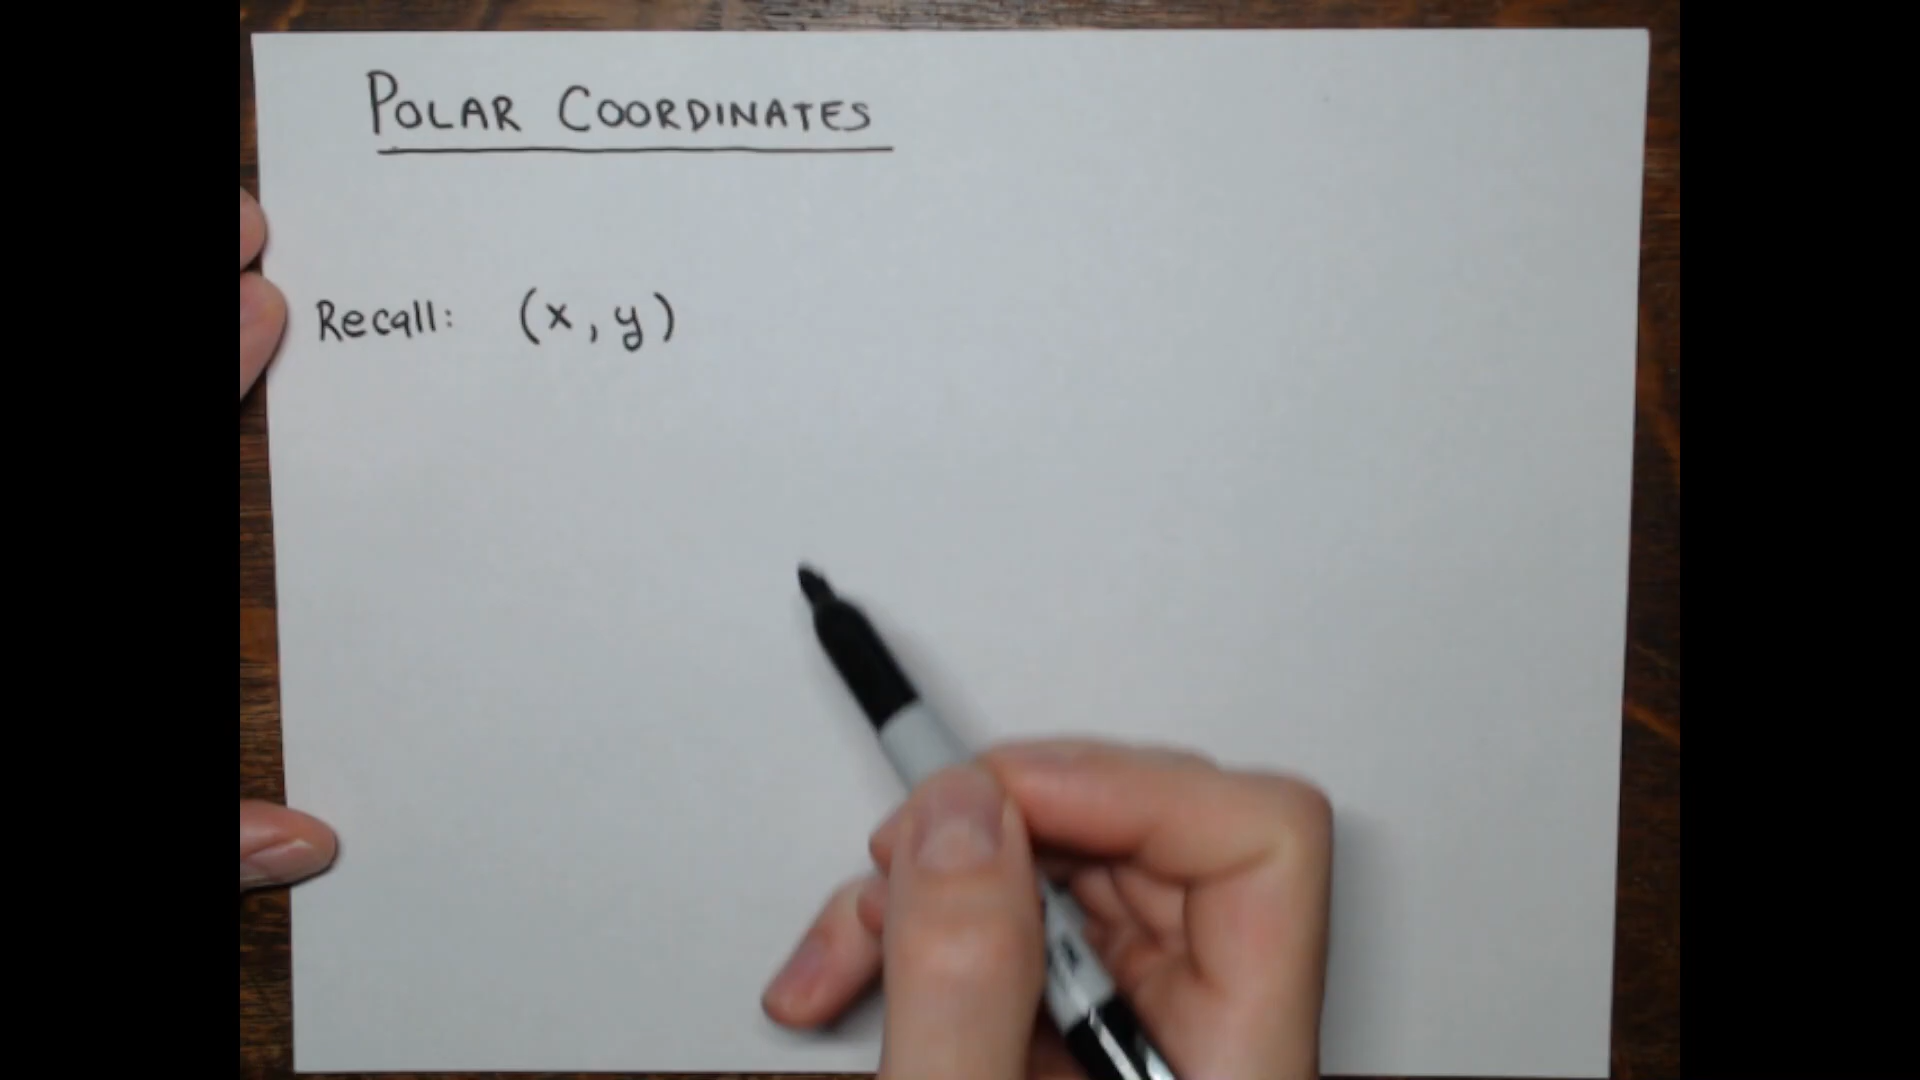 POLAR COORDINATES
Recall: (x, y)